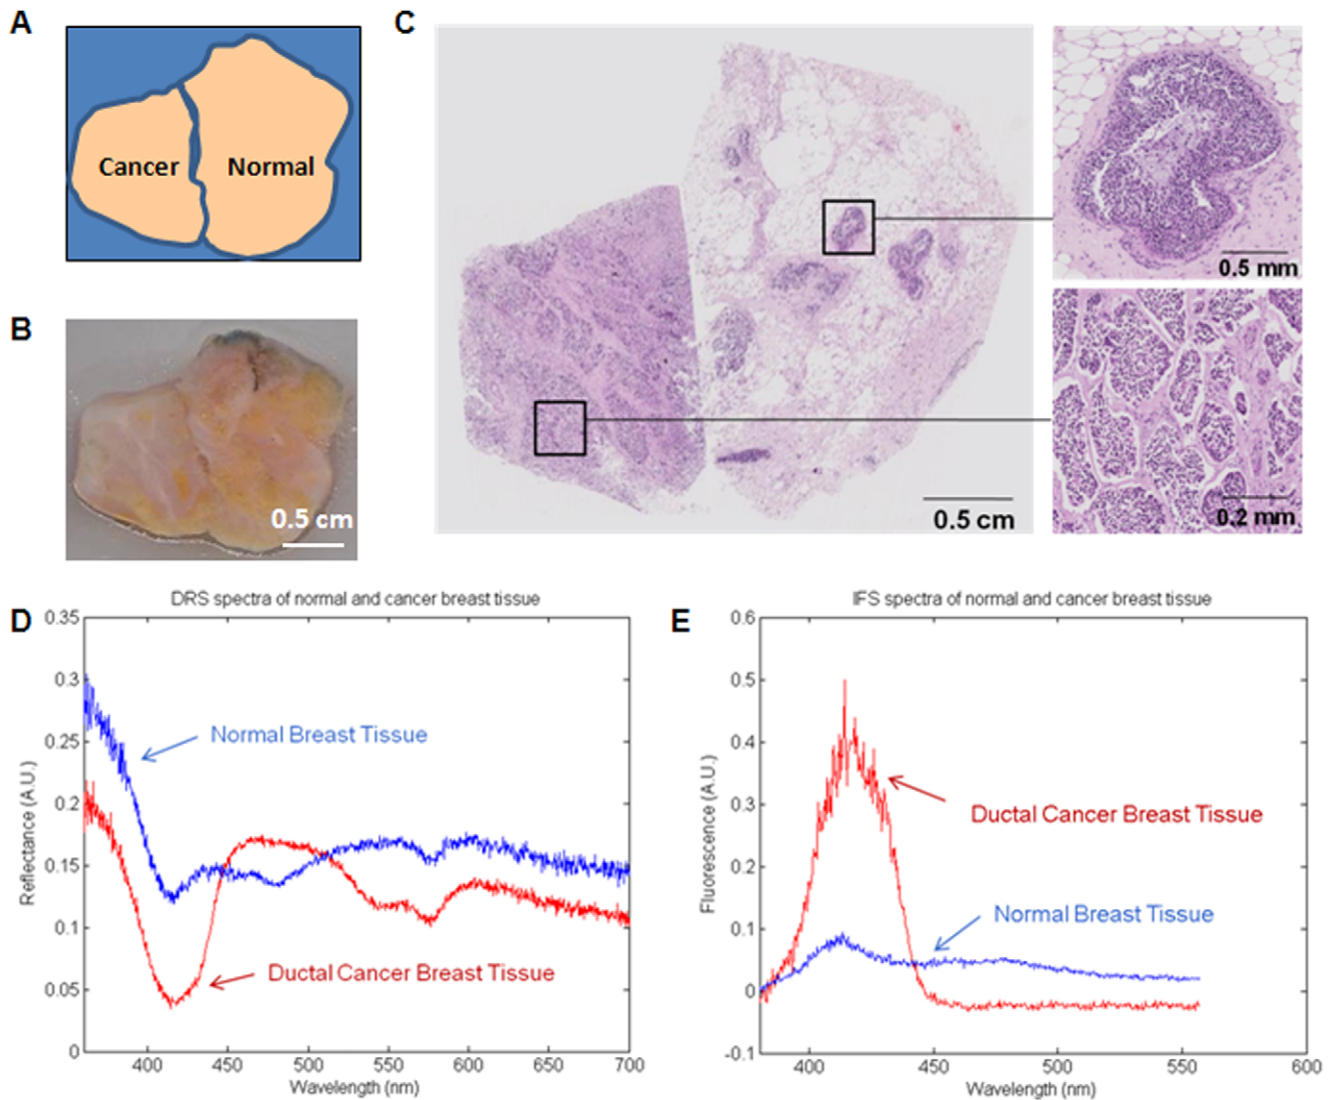 A
Cancer
Normal
B
0.5 cm
C
0.5 cm
0.5 mm
0.2 mm
D
DRS spectra of normal and cancer breast tissue
0.35
0.3
0.25
0.2
0.15
0.1
0.05
0
Reflectance (A.U.)
Normal Breast Tissue
Ductal Cancer Breast Tissue
400
450
500
550
600
650
700
Wavelength (nm)
E
IFS spectra of normal and cancer breast tissue
0.6
0.5
0.4
0.3
0.2
0.1
0
-0.1
Fluorescence (A.U.)
Ductal Cancer Breast Tissue
Normal Breast Tissue
400
450
500
550
600
Wavelength (nm)